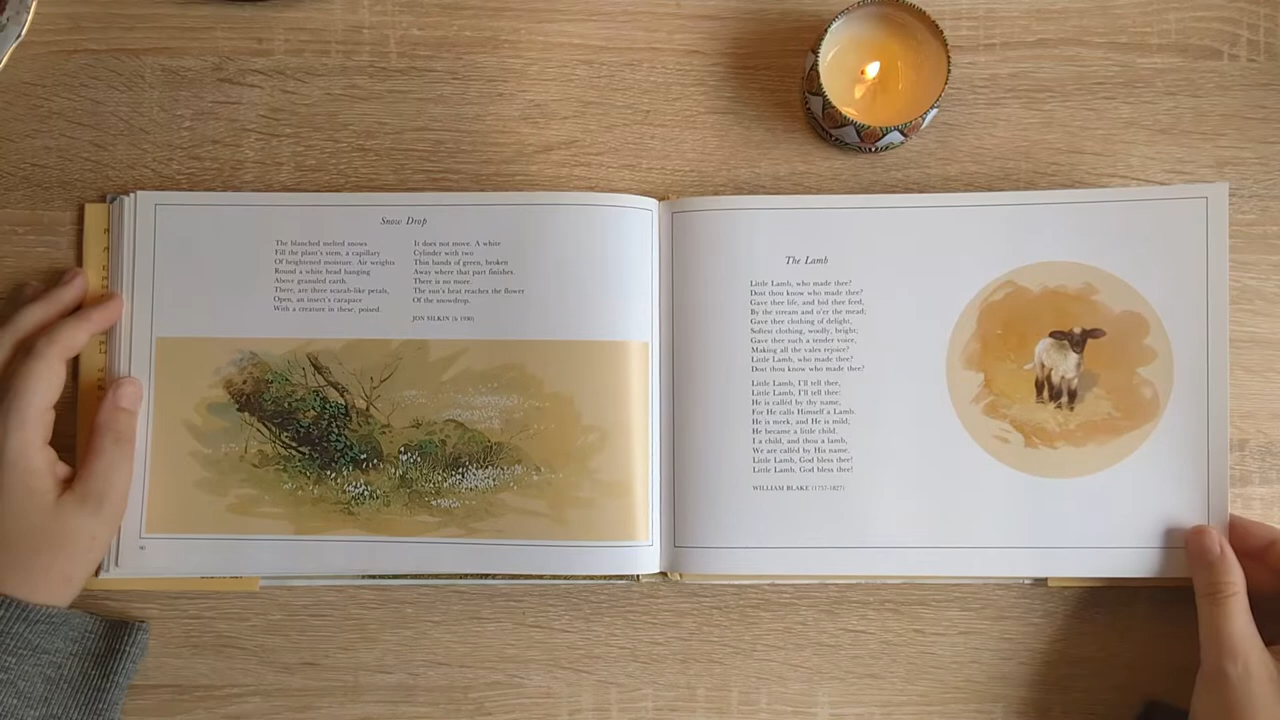 Snow Drop
The blanched melted snows
Fill the plant's stem, a capillary
Of heightened moisture. Air weights
Round a white head hanging
Above granuled earth.
There, are three scarab-like petals,
Open, an insect's carapace
With a creature in these, poised.
It does not move. A white
Cylinder with two
Thin bands of green, broken
Away where that part finishes.
There is no more.
The sun's heat reaches the flower
Of the snowdrop.
JON SILKIN (b 1930)
The Lamb
Little Lamb, who made thee?
Dost thou know who made thee?
Gave thee life, and bid thee feed,
By the stream and o'er the mead;
Gave thee clothing of delight,
Softest clothing, woolly, bright;
Gave thee such a tender voice,
Making all the vales rejoice?
Little Lamb, who made thee?
Dost thou know who made thee?
Little Lamb, I'll tell thee,
Little Lamb, I'll tell thee:
He is callèd by thy name,
For He calls Himself a Lamb.
He is meek, and He is mild;
He became a little child.
I a child, and thou a lamb,
We are callèd by His name.
Little Lamb, God bless thee!
Little Lamb, God bless thee!
WILLIAM BLAKE (1757-1827)